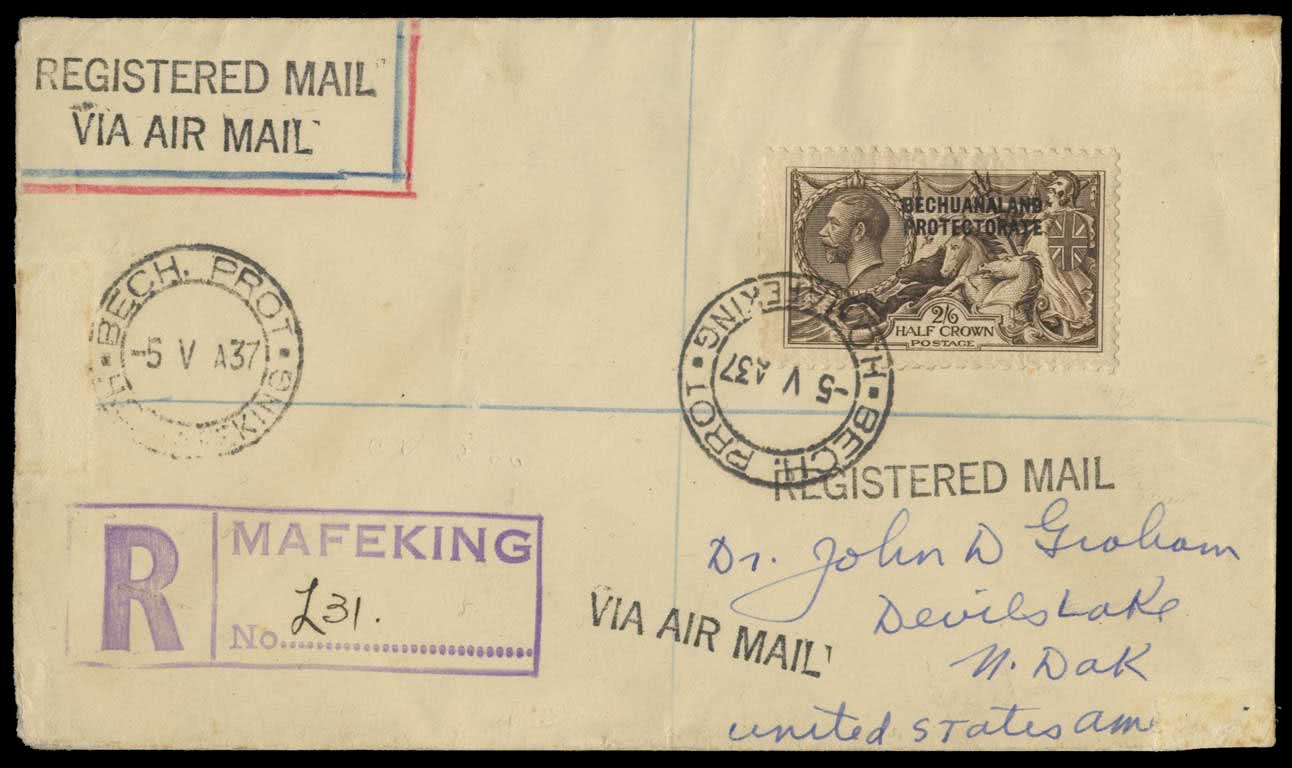 REGISTERED MAIL
VIA AIR MAIL
BECHUANALAND
PROTECTORATE
2/6
HALF CROWN
POSTAGE
BECH. PROT.
-5 V A37
MAFEKING
BECH. PROT.
-5 V A37
MAFEKING
REGISTERED MAIL
R MAFEKING
No. L31.
VIA AIR MAIL
Dr. John D Graham
Devils Lake
N. Dak
United States Am